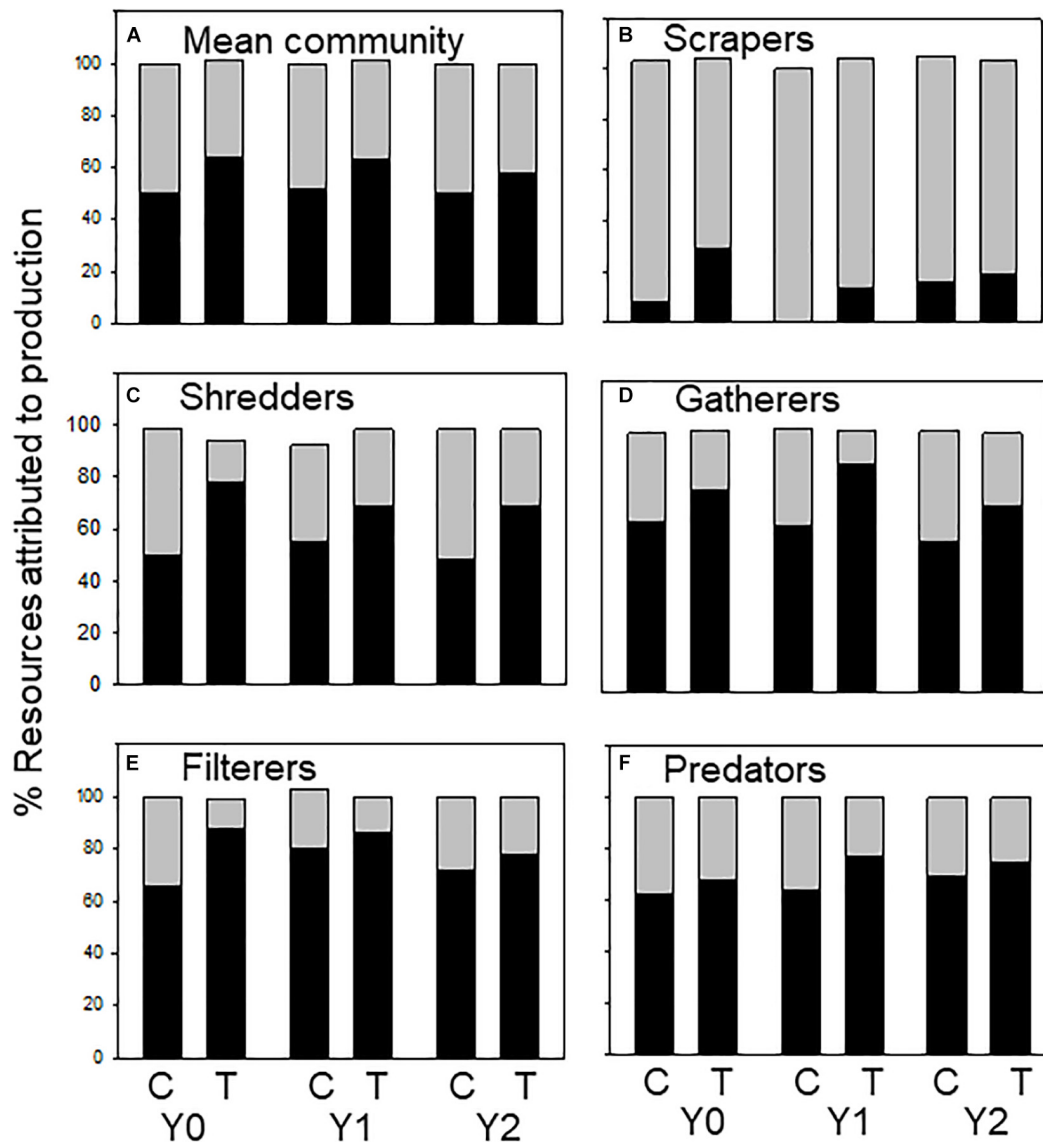 % Resources attributed to production
A Mean community
100
80
60
40
20
0
B Scrapers
C Shredders
100
80
60
40
20
0
D Gatherers
E Filterers
100
80
60
40
20
0
F Predators
C T C T C T
Y0 Y1 Y2
C T C T C T
Y0 Y1 Y2